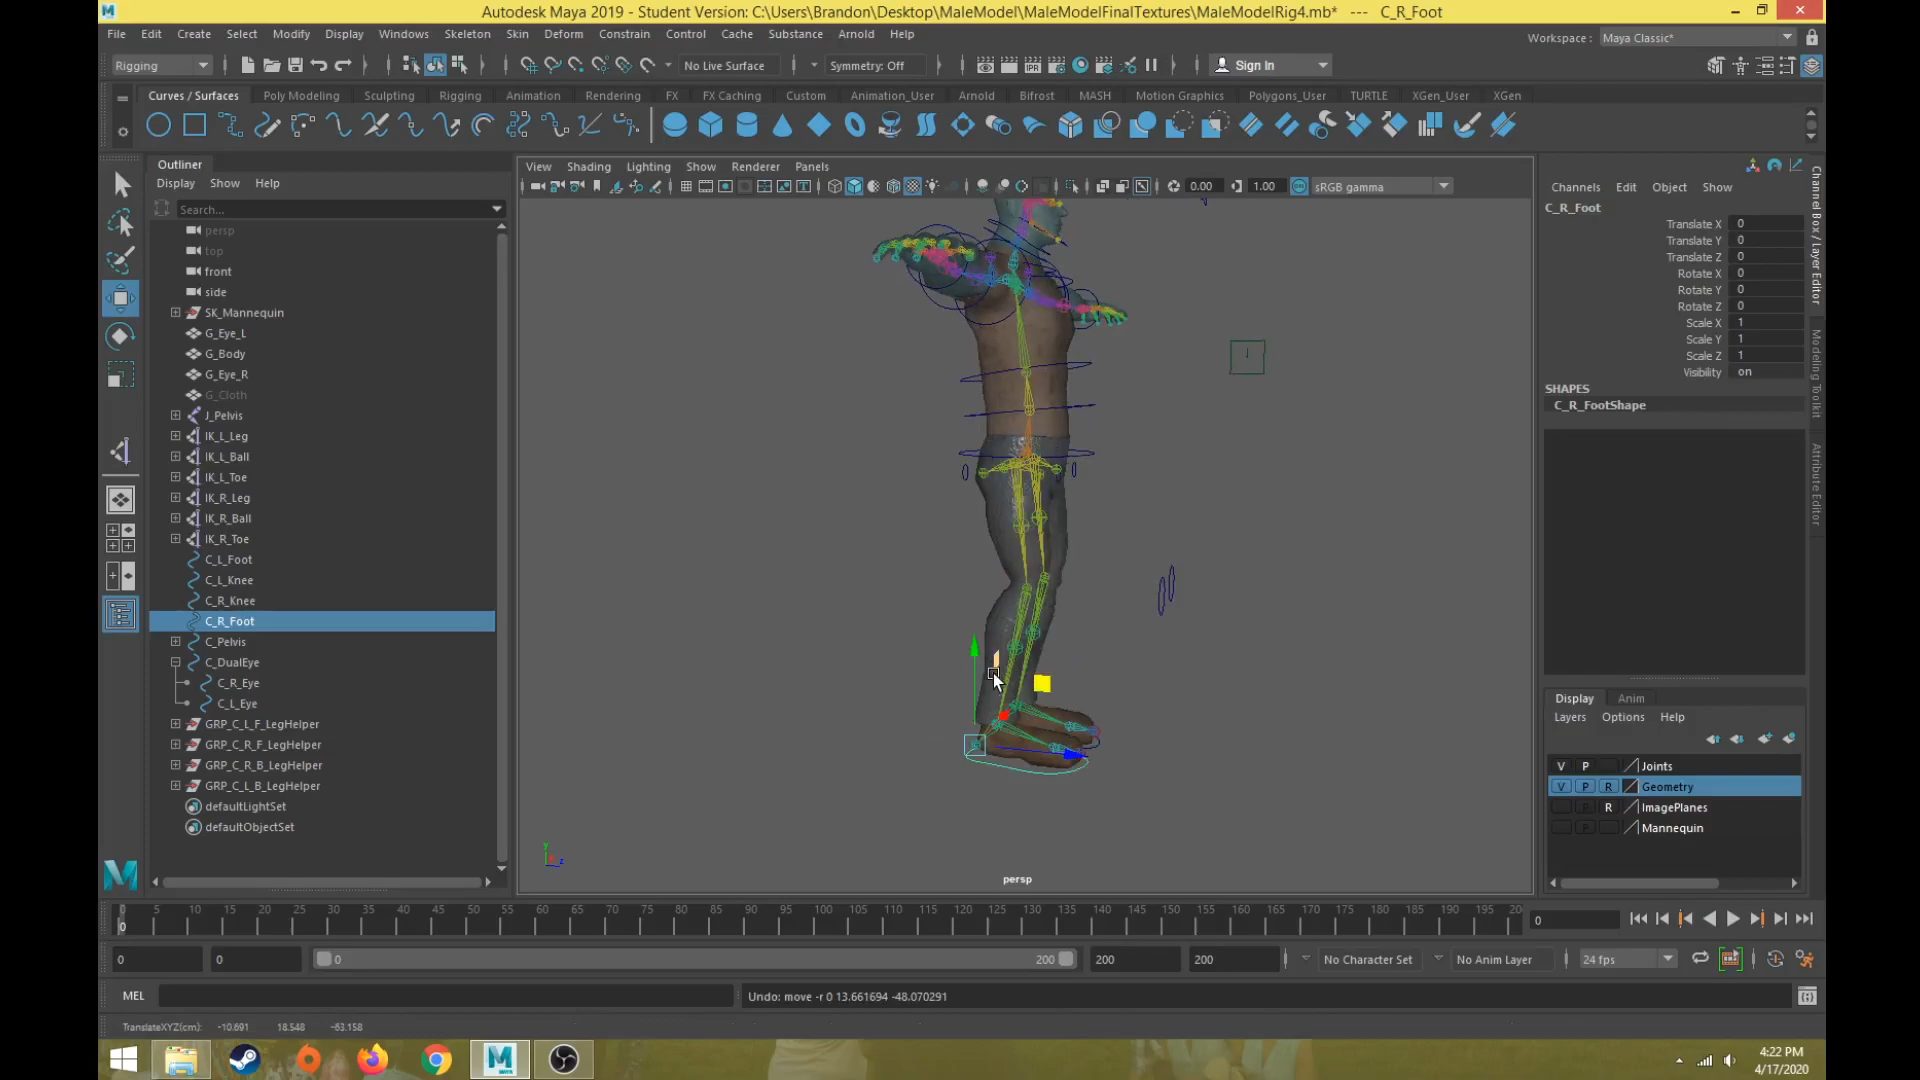 Autodesk Maya 2019 - Student Version: C:\Users\Brandon\Desktop\MaleModel\MaleModelFinalTextures\MaleModelRig4.mb* --- C_R_Foot
File Edit Create Select Modify Display Windows Skeleton Skin Deform Constrain Control Cache Substance Arnold Help
Workspace : Maya Classic*
Rigging No Live Surface Symmetry: Off Sign In
Curves / Surfaces Poly Modeling Sculpting Rigging Animation Rendering FX FX Caching Custom Animation_User Arnold Bifrost MASH Motion Graphics Polygons_User TURTLE XGen_User XGen
Outliner
Display Show Help
Search...
persp
top
front
side
SK_Mannequin
G_Eye_L
G_Body
G_Eye_R
G_Cloth
J_Pelvis
IK_L_Leg
IK_L_Ball
IK_L_Toe
IK_R_Leg
IK_R_Ball
IK_R_Toe
C_L_Foot
C_L_Knee
C_R_Knee
C_R_Foot
C_Pelvis
C_DualEye
C_R_Eye
C_L_Eye
GRP_C_L_F_LegHelper
GRP_C_R_F_LegHelper
GRP_C_R_B_LegHelper
GRP_C_L_B_LegHelper
defaultLightSet
defaultObjectSet
View Shading Lighting Show Renderer Panels
0.00 1.00 sRGB gamma
y
z
persp
Channels Edit Object Show
C_R_Foot
Translate X 0
Translate Y 0
Translate Z 0
Rotate X 0
Rotate Y 0
Rotate Z 0
Scale X 1
Scale Y 1
Scale Z 1
Visibility on
SHAPES
C_R_FootShape
Channel Box / Layer Editor
Modeling Toolkit
Attribute Editor
Display Anim
Layers Options Help
V P Joints
V P R Geometry
R ImagePlanes
P Mannequin
0 5 10 15 20 25 30 35 40 45 50 55 60 65 70 75 80 85 90 95 100 105 110 115 120 125 130 135 140 145 150 155 160 165 170 175 180 185 190 195 20
0
0
0 0 0 200 200 200 No Character Set No Anim Layer 24 fps
MEL Undo: move -r 0 13.661694 -48.070291
TranslateXYZ(cm): -10.691 18.548 -63.158
4:22 PM
4/17/2020